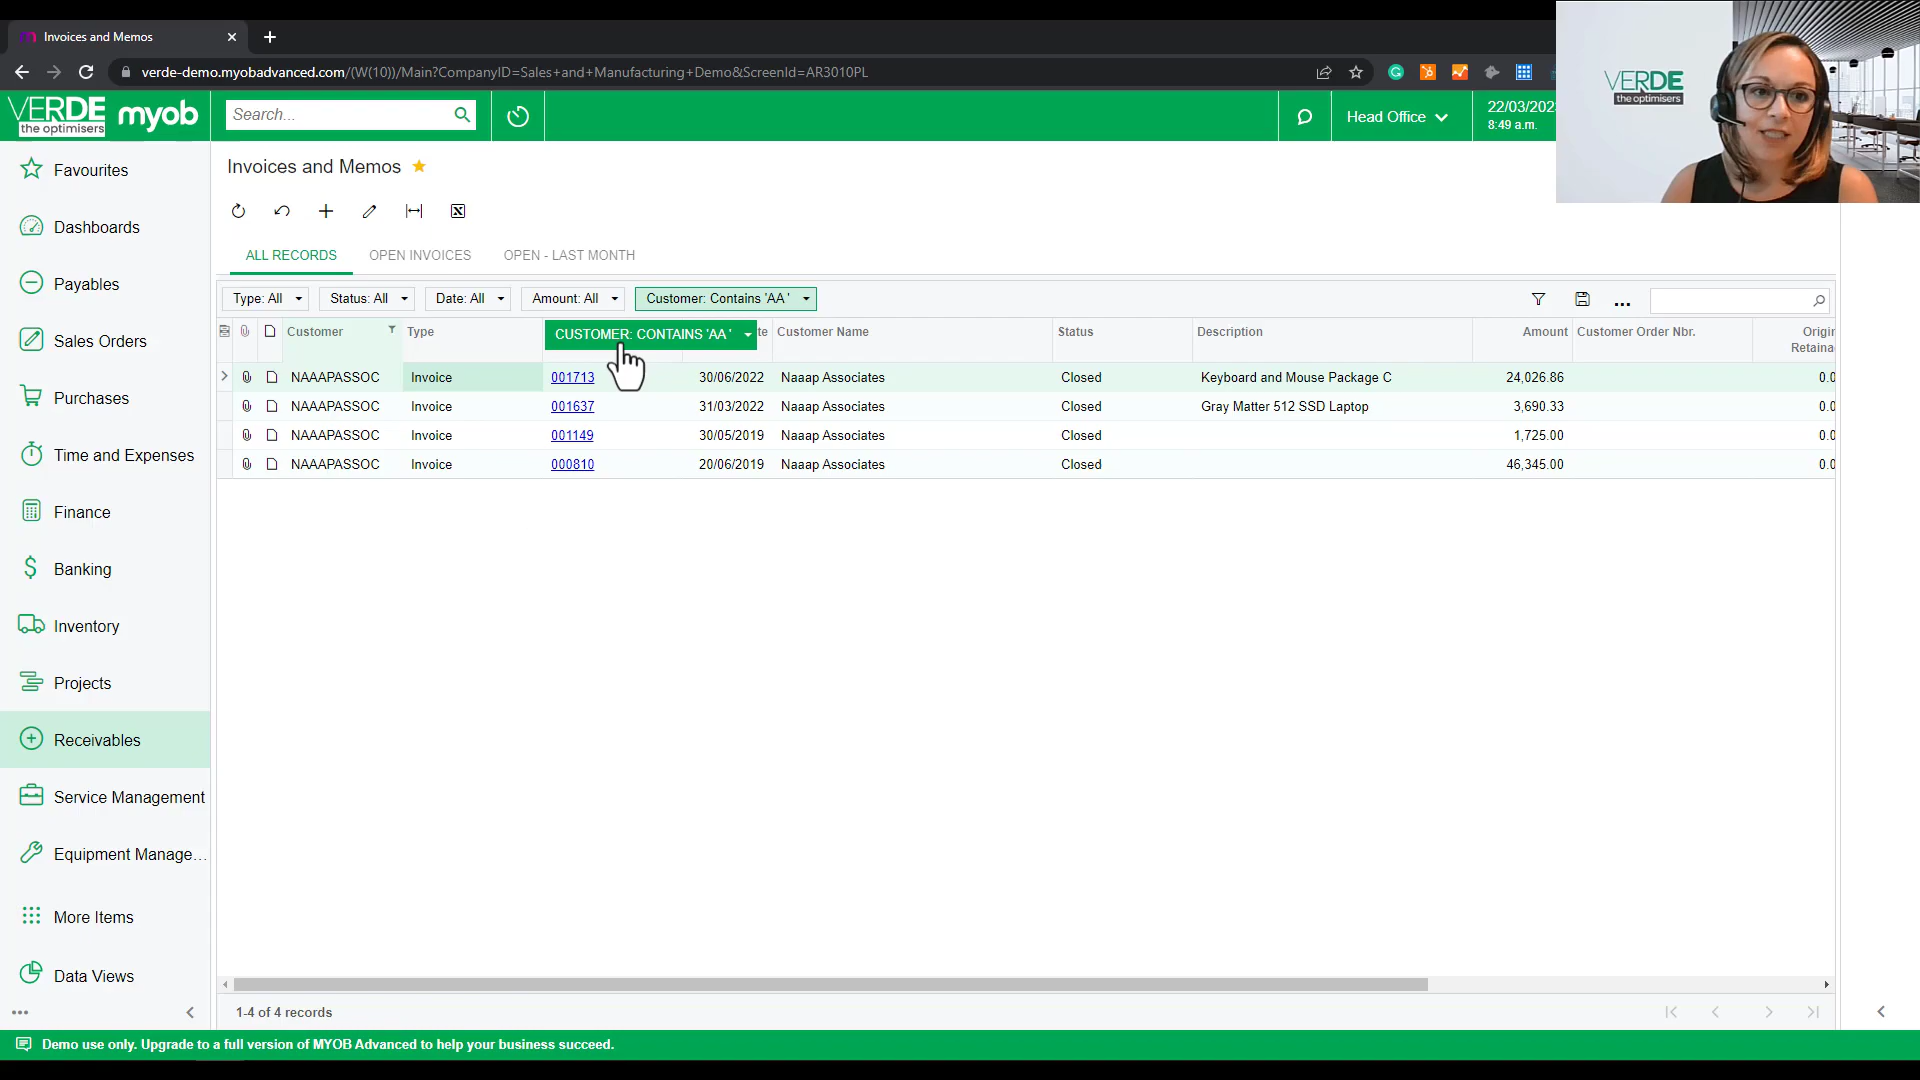 Invoices and Memos
verde-demo.myobadvanced.com/(W(10))/Main?CompanyID=Sales+and+Manufacturing+Demo&ScreenId=AR3010PL
VERDE
the optimisers
myob
Search...
Head Office
8:49 a.m.
VERDE
the optimisers
Favourites
Dashboards
Payables
Sales Orders
Purchases
Time and Expenses
Finance
Banking
Inventory
Projects
Receivables
Service Management
Equipment Manage...
More Items
Data Views
Invoices and Memos
ALL RECORDS OPEN INVOICES OPEN - LAST MONTH
Type: All Status: All Date: All Amount: All Customer: Contains 'AA '
CUSTOMER: CONTAINS 'AA '
Customer Type Customer Name Status Description Amount Customer Order Nbr.
NAAAPASSOC Invoice 001713 30/06/2022 Naaap Associates Closed Keyboard and Mouse Package C 24,026.86 0.0
NAAAPASSOC Invoice 001637 31/03/2022 Naaap Associates Closed Gray Matter 512 SSD Laptop 3,690.33 0.0
NAAAPASSOC Invoice 001149 30/05/2019 Naaap Associates Closed 1,725.00 0.0
NAAAPASSOC Invoice 000810 20/06/2019 Naaap Associates Closed 46,345.00 0.0
1-4 of 4 records
Demo use only. Upgrade to a full version of MYOB Advanced to help your business succeed.